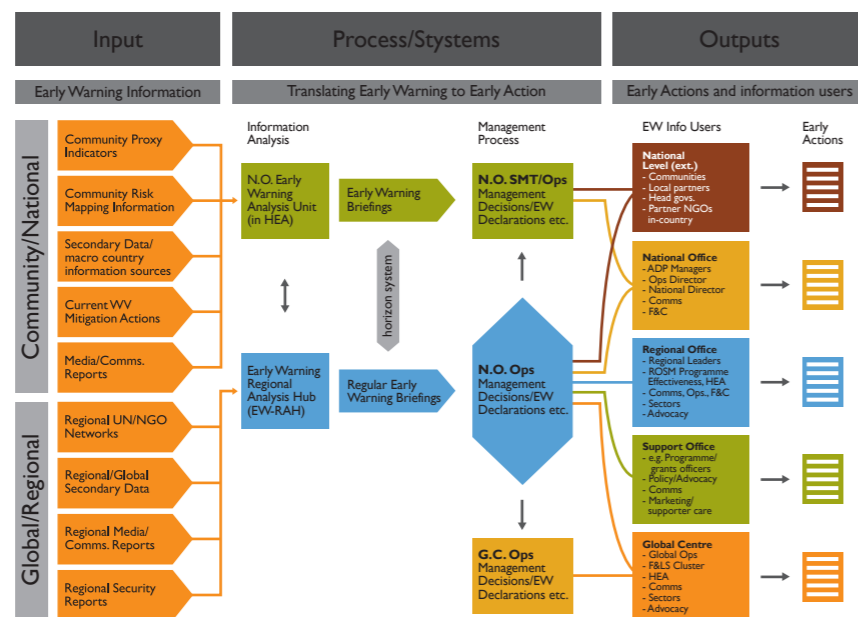 Input
Process/Stystems
Outputs
Early Warning Information
Translating Early Warning to Early Action
Early Actions and information users
Community/National
Community Proxy
Indicators
Community Risk
Mapping Information
Secondary Data/
macro country
information sources
Current WV
Mitigation Actions
Media/Comms.
Reports
Global/Regional
Regional UN/NGO
Networks
Regional/Global
Secondary Data
Regional Media/
Comms. Reports
Regional Security
Reports
Information
Analysis
N.O. Early
Warning
Analysis Unit
(in HEA)
Early Warning
Briefings
horizon system
Early Warning
Regional
Analysis Hub
(EW-RAH)
Regular Early
Warning Briefings
Management
Process
N.O. SMT/Ops
Management
Decisions/EW
Declarations etc.
N.O. Ops
Management
Decisions/EW
Declarations etc.
G.C. Ops
Management
Decisions/EW
Declarations etc.
EW Info Users
National
Level (ext.)
- Communities
- Local partners
- Head govs.
- Partner NGOs
in-country
National Office
- ADP Managers
- Ops Director
- National Director
- Comms
- F&C
Regional Office
- Regional Leaders
- ROSM Programme
Effectiveness, HEA
- Comms, Ops., F&C
- Sectors
- Advocacy
Support Office
- e.g. Programme/
grants officers
- Policy/Advocacy
- Comms
- Marketing/
supporter care
Global Centre
- Global Ops
- F&LS Cluster
- HEA
- Comms
- Sectors
- Advocacy
Early
Actions